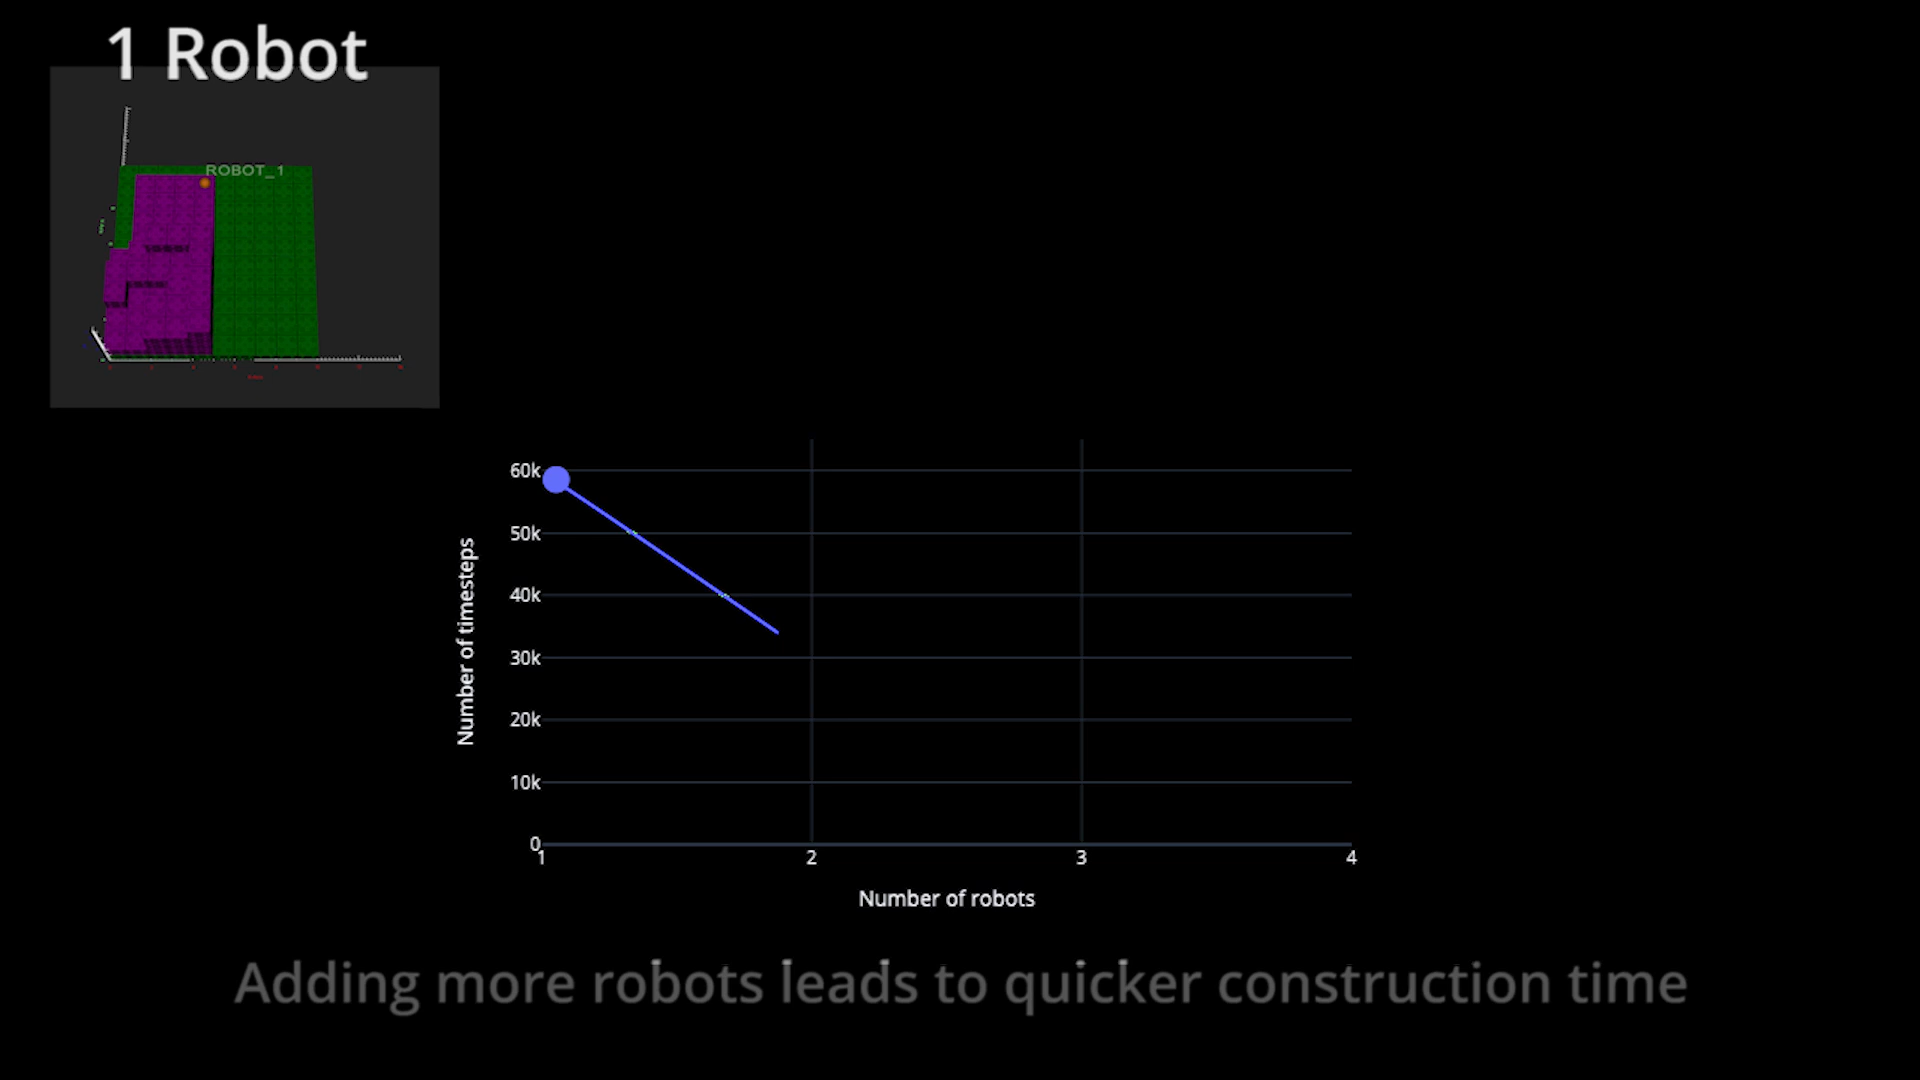 1 Robot
ROBOT_1
60k
50k
40k
30k
20k
10k
0
1 2 3 4
Number of timesteps
Number of robots
Adding more robots leads to quicker construction time